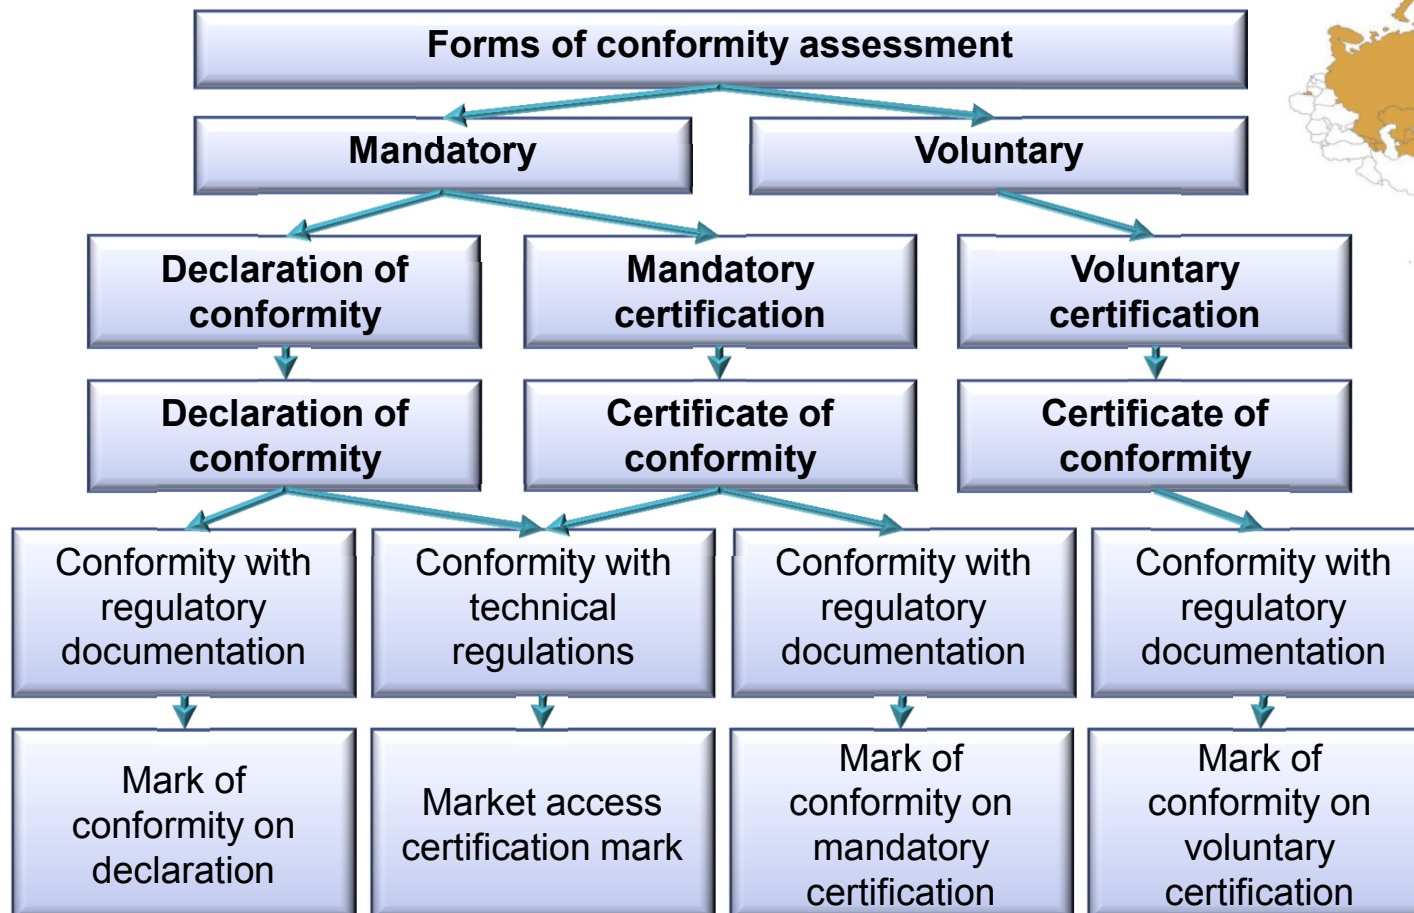 Forms of conformity assessment
Mandatory
Voluntary
Declaration of
conformity
Mandatory
certification
Voluntary
certification
Declaration of
conformity
Certificate of
conformity
Certificate of
conformity
Conformity with
regulatory
documentation
Conformity with
technical
regulations
Conformity with
regulatory
documentation
Conformity with
regulatory
documentation
Mark of
conformity on
declaration
Market access
certification mark
Mark of
conformity on
mandatory
certification
Mark of
conformity on
voluntary
certification